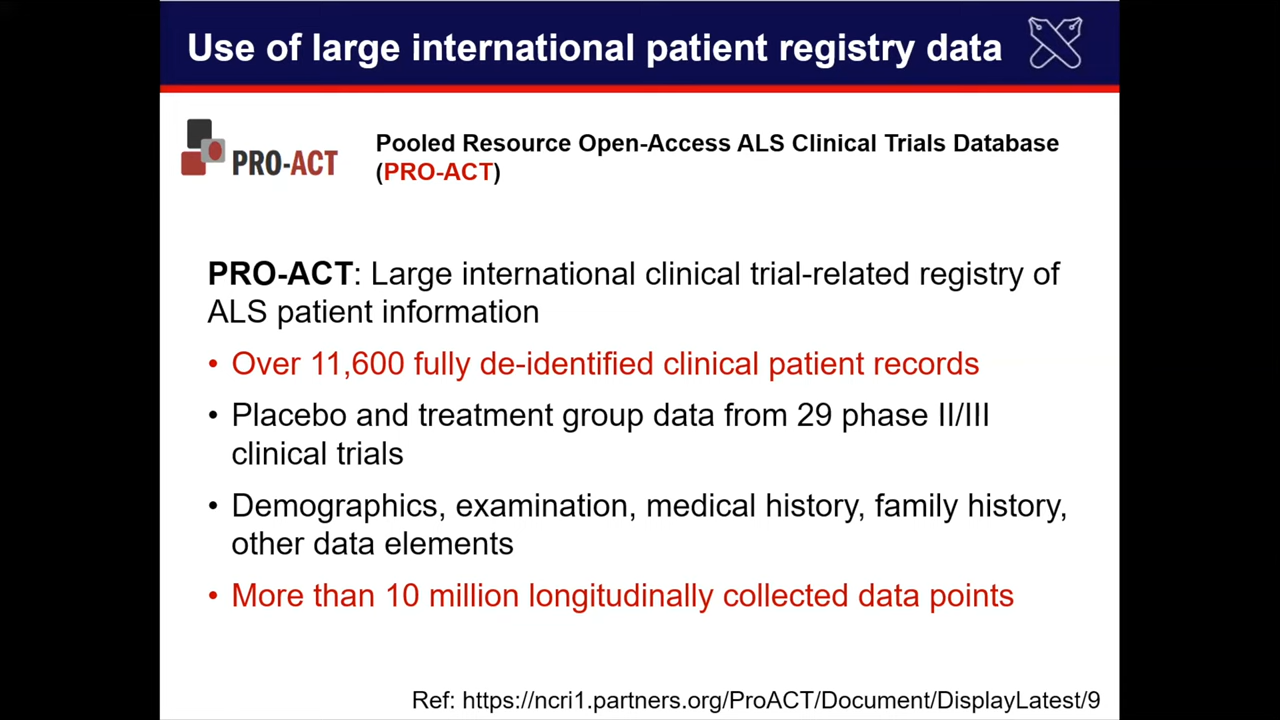 Use of large international patient registry data
PRO-ACT
Pooled Resource Open-Access ALS Clinical Trials Database
(PRO-ACT)
PRO-ACT: Large international clinical trial-related registry of
ALS patient information
• Over 11,600 fully de-identified clinical patient records
• Placebo and treatment group data from 29 phase II/III
clinical trials
• Demographics, examination, medical history, family history,
other data elements
• More than 10 million longitudinally collected data points
Ref: https://ncri1.partners.org/ProACT/Document/DisplayLatest/9